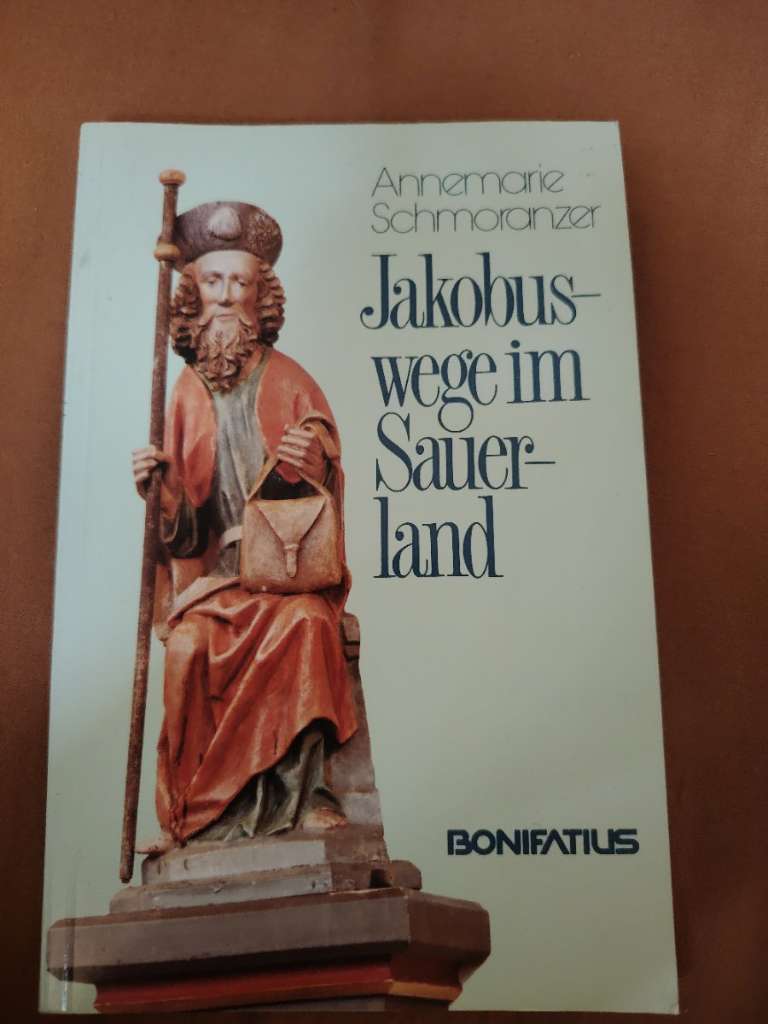 Annemarie
Schmoranzer
Jakobus-
wege im
Sauer-
land
BONIFATIUS